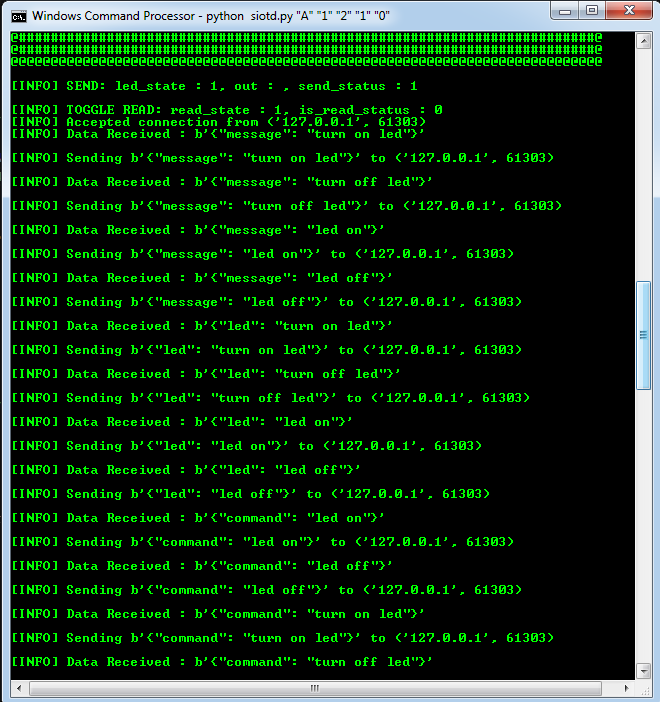 Windows Command Processor - python  siotd.py "A" "1" "2" "1" "0"
@########################################################################@
@########################################################################@
@@@@@@@@@@@@@@@@@@@@@@@@@@@@@@@@@@@@@@@@@@@@@@@@@@@@@@@@@@@@@@@@@@@@@@@@@@
[INFO] SEND: led_state : 1, out : , send_status : 1
[INFO] TOGGLE READ: read_state : 1, is_read_status : 0
[INFO] Accepted connection from ('127.0.0.1', 61303)
[INFO] Data Received : b'{"message": "turn on led"}'
[INFO] Sending b'{"message": "turn on led"}' to ('127.0.0.1', 61303)
[INFO] Data Received : b'{"message": "turn off led"}'
[INFO] Sending b'{"message": "turn off led"}' to ('127.0.0.1', 61303)
[INFO] Data Received : b'{"message": "led on"}'
[INFO] Sending b'{"message": "led on"}' to ('127.0.0.1', 61303)
[INFO] Data Received : b'{"message": "led off"}'
[INFO] Sending b'{"message": "led off"}' to ('127.0.0.1', 61303)
[INFO] Data Received : b'{"led": "turn on led"}'
[INFO] Sending b'{"led": "turn on led"}' to ('127.0.0.1', 61303)
[INFO] Data Received : b'{"led": "turn off led"}'
[INFO] Sending b'{"led": "turn off led"}' to ('127.0.0.1', 61303)
[INFO] Data Received : b'{"led": "led on"}'
[INFO] Sending b'{"led": "led on"}' to ('127.0.0.1', 61303)
[INFO] Data Received : b'{"led": "led off"}'
[INFO] Sending b'{"led": "led off"}' to ('127.0.0.1', 61303)
[INFO] Data Received : b'{"command": "led on"}'
[INFO] Sending b'{"command": "led on"}' to ('127.0.0.1', 61303)
[INFO] Data Received : b'{"command": "led off"}'
[INFO] Sending b'{"command": "led off"}' to ('127.0.0.1', 61303)
[INFO] Data Received : b'{"command": "turn on led"}'
[INFO] Sending b'{"command": "turn on led"}' to ('127.0.0.1', 61303)
[INFO] Data Received : b'{"command": "turn off led"}'